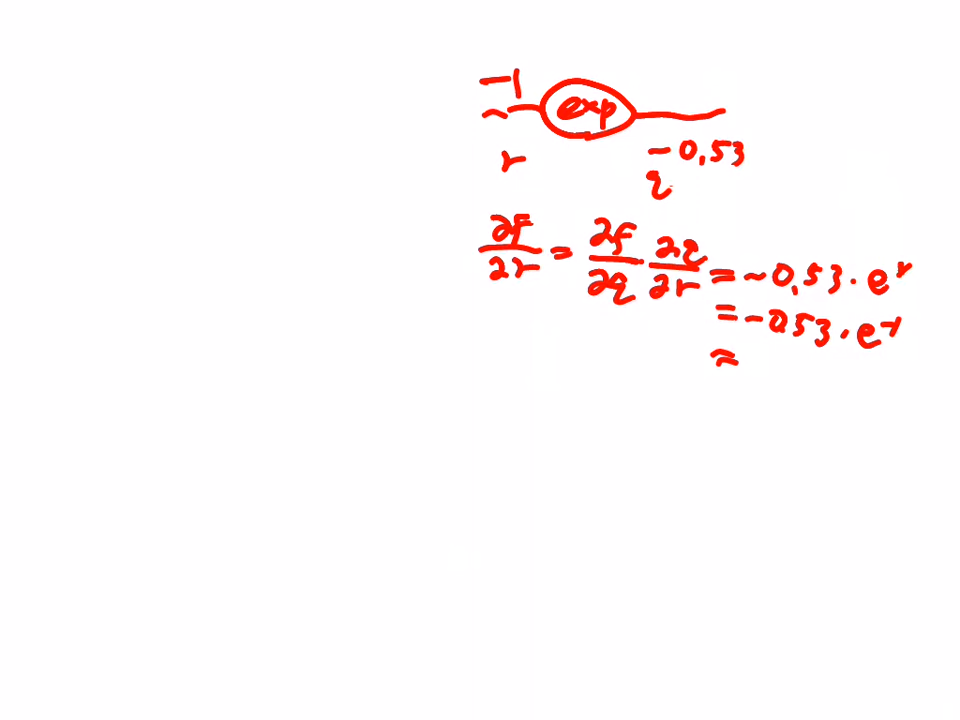 -1
exp
r
-0.53
q
∂f/∂r = ∂f/∂q ∂q/∂r = -0.53 · e^r
= -0.53 · e^-1
≈